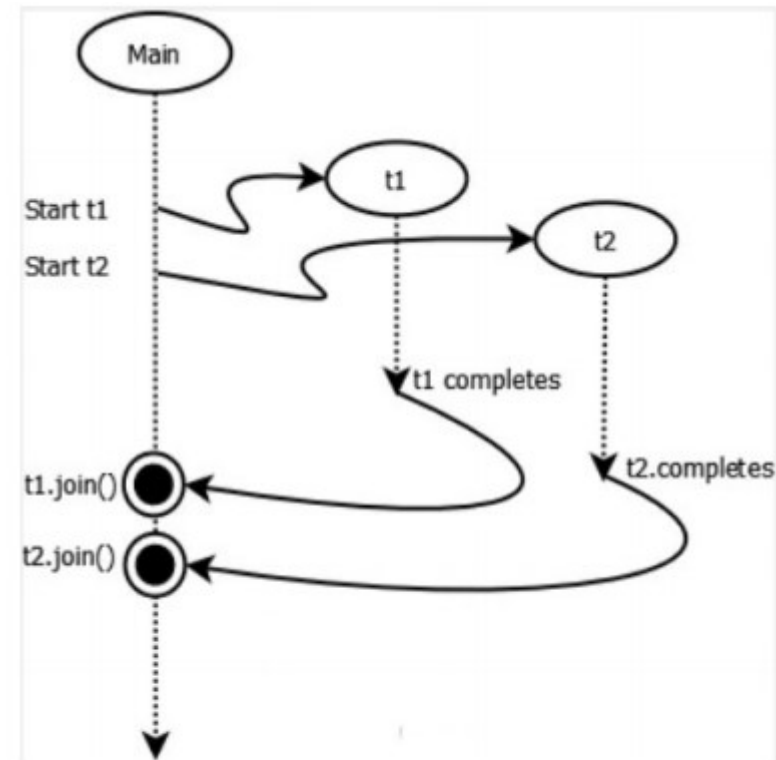 Main
t1
Start t1
t2
Start t2
t1 completes
t2.completes
t1.join()
t2.join()